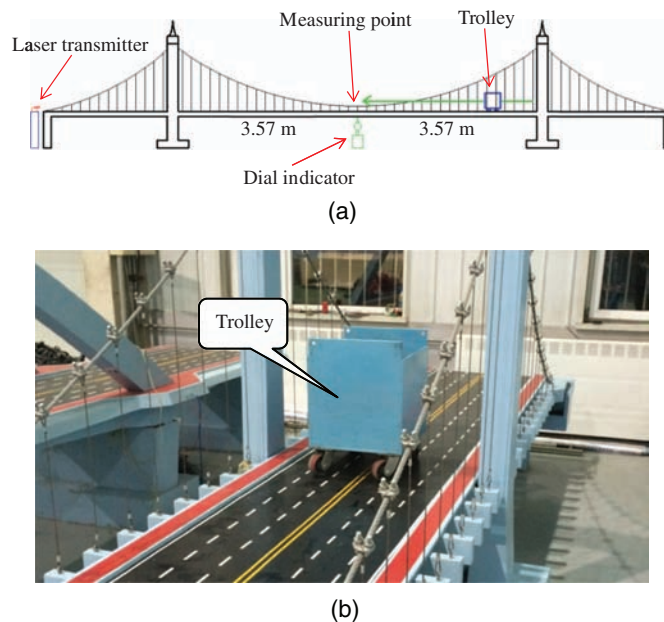 Measuring point
Trolley
Laser transmitter
3.57 m
3.57 m
Dial indicator
(a)
Trolley
(b)